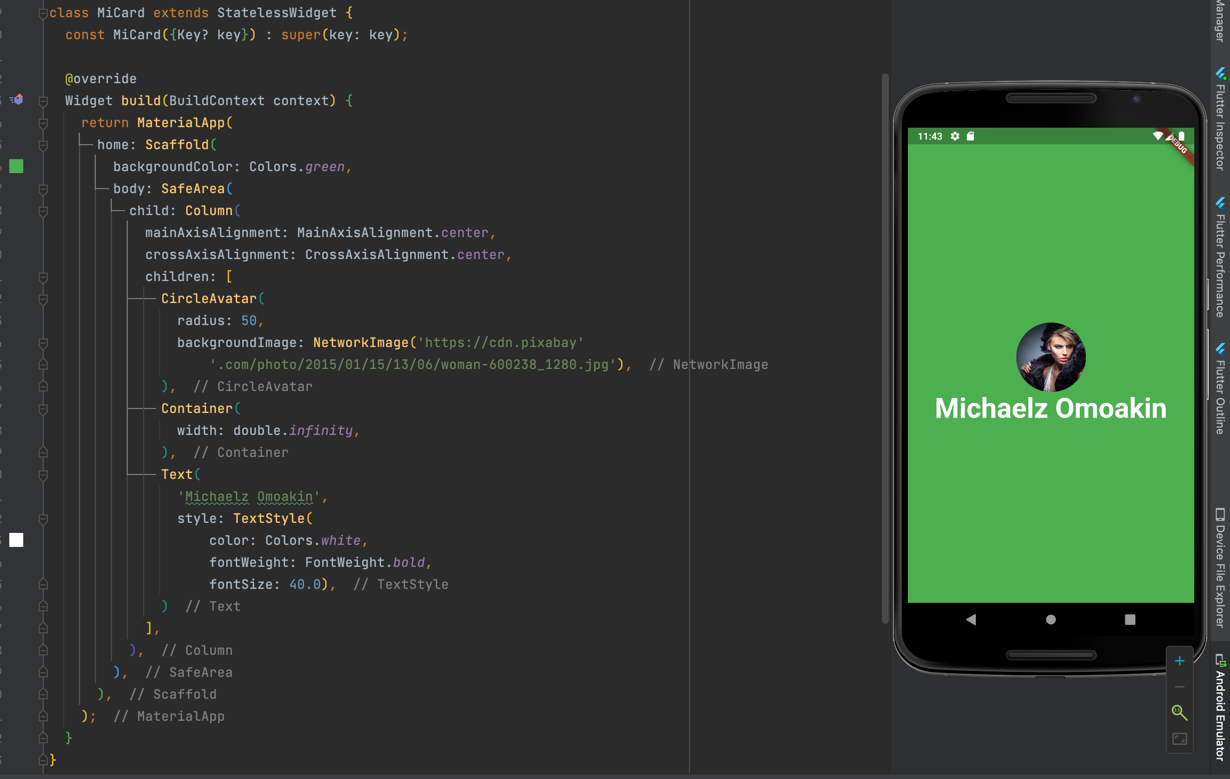 class MiCard extends StatelessWidget {
const MiCard({Key? key}) : super(key: key);
@override
Widget build(BuildContext context) {
return MaterialApp(
home: Scaffold(
backgroundColor: Colors.green,
body: SafeArea(
child: Column(
mainAxisAlignment: MainAxisAlignment.center,
crossAxisAlignment: CrossAxisAlignment.center,
children: [
CircleAvatar(
radius: 50,
backgroundImage: NetworkImage('https://cdn.pixabay'
'.com/photo/2015/01/15/13/06/woman-600238_1280.jpg'), // NetworkImage
), // CircleAvatar
Container(
width: double.infinity,
), // Container
Text(
'Michaelz Omoakin',
style: TextStyle(
color: Colors.white,
fontWeight: FontWeight.bold,
fontSize: 40.0), // TextStyle
) // Text
],
), // Column
), // SafeArea
), // Scaffold
); // MaterialApp
}
}
11:43
DEBUG
Michaelz Omoakin
Manager
Flutter Inspector
Flutter Performance
Flutter Outline
Device File Explorer
Android Emulator